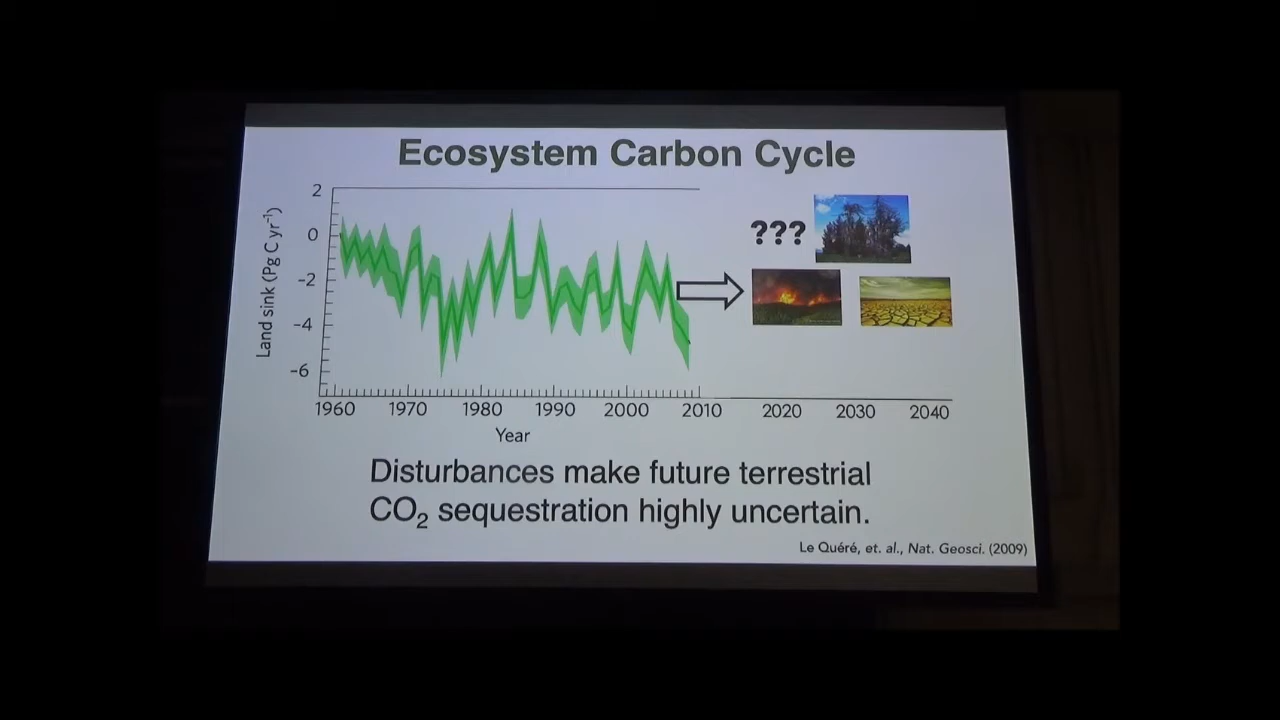 Ecosystem Carbon Cycle
2
0
−2
−4
−6
Land sink (Pg C yr⁻¹)
???
1960 1970 1980 1990 2000 2010 2020 2030 2040
Year
Disturbances make future terrestrial
CO₂ sequestration highly uncertain.
Le Quéré, et. al., Nat. Geosci. (2009)